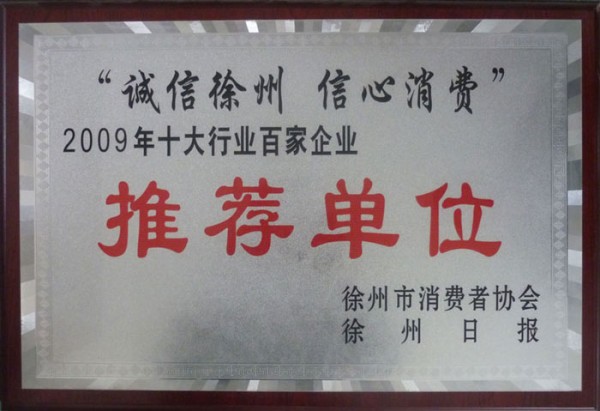 “诚信徐州 信心消费”
2009年十大行业百家企业
推荐单位
徐州市消费者协会
徐州日报